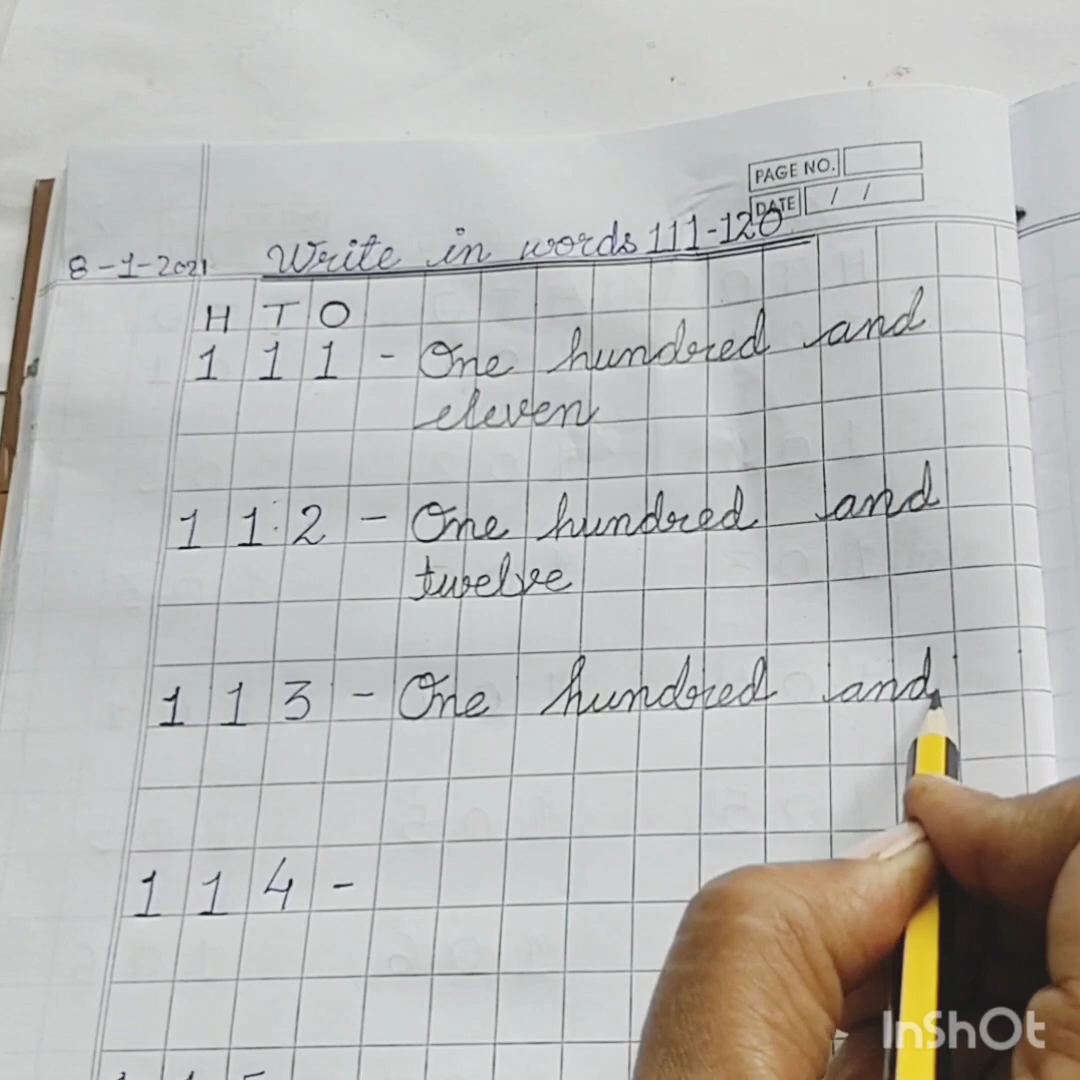 PAGE NO.
DATE / /
8-1-2021 Write in words 111-120
H T O
1 1 1 - One hundred and
eleven
1 1 2 - One hundred and
twelve
1 1 3 - One hundred and
1 1 4 -
InShOt